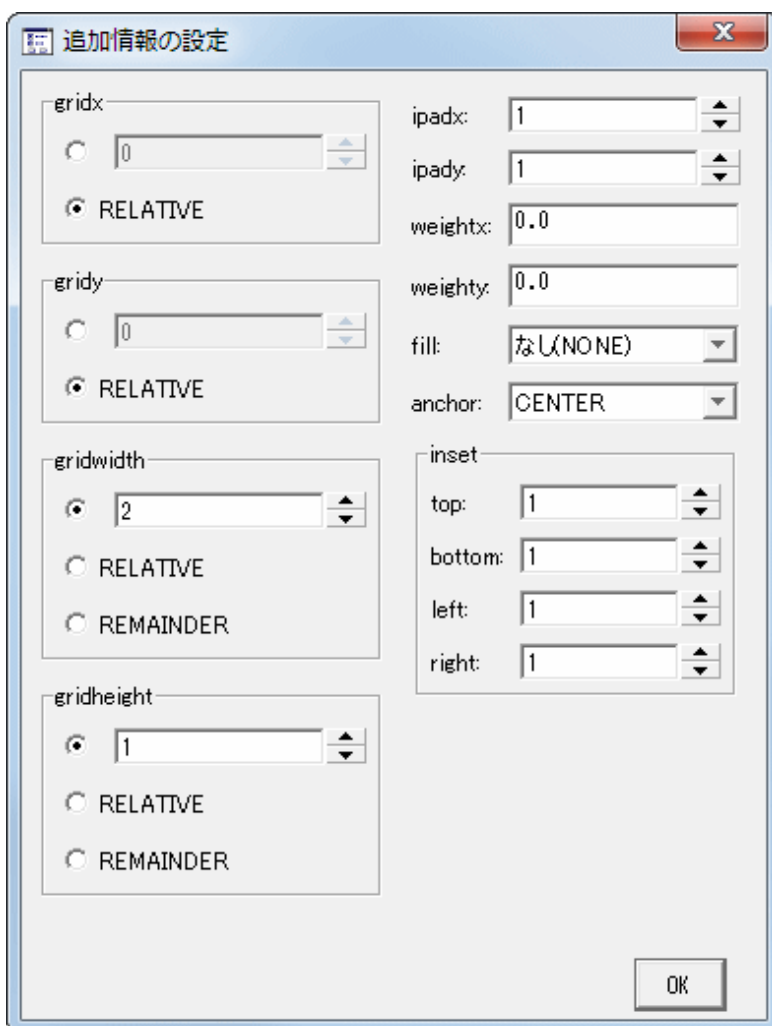 追加情報の設定
gridx
0
RELATIVE
gridy
0
RELATIVE
gridwidth
2
RELATIVE
REMAINDER
gridheight
1
RELATIVE
REMAINDER
ipadx: 1
ipady: 1
weightx: 0.0
weighty: 0.0
fill: なし(NONE)
anchor: CENTER
inset
top: 1
bottom: 1
left: 1
right: 1
OK